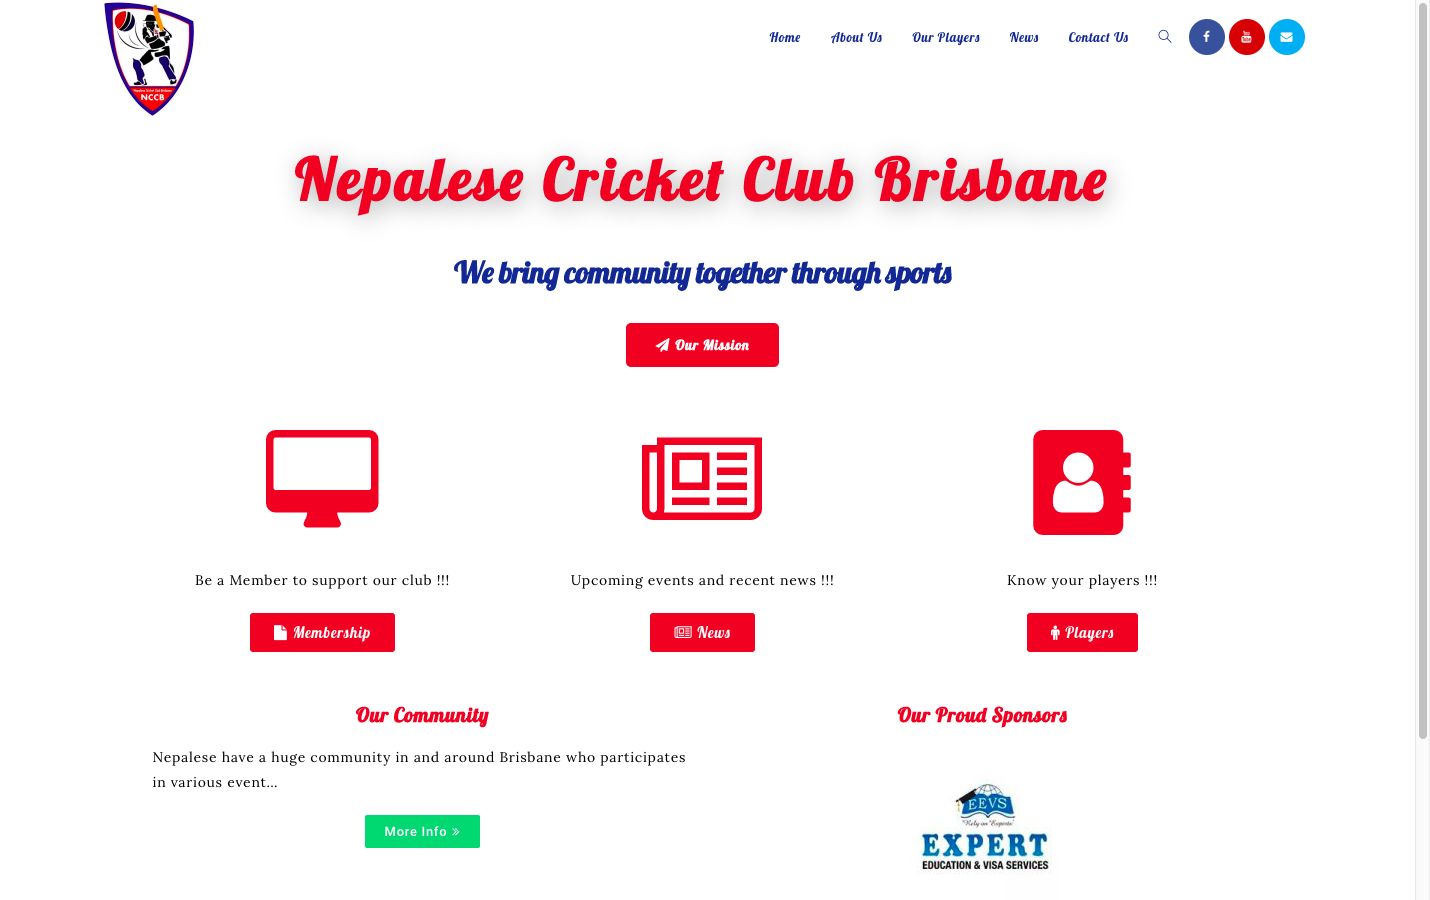 Nepalese Cricket Club Brisbane
NCCB
Home
About Us
Our Players
News
Contact Us
You
Nepalese Cricket Club Brisbane
We bring community together through sports
Our Mission
Be a Member to support our club !!!
Upcoming events and recent news !!!
Know your players !!!
Membership
News
Players
Our Community
Our Proud Sponsors
Nepalese have a huge community in and around Brisbane who participates
in various event…
More Info »
EEVS
"Rely on Experts"
EXPERT
EDUCATION & VISA SERVICES